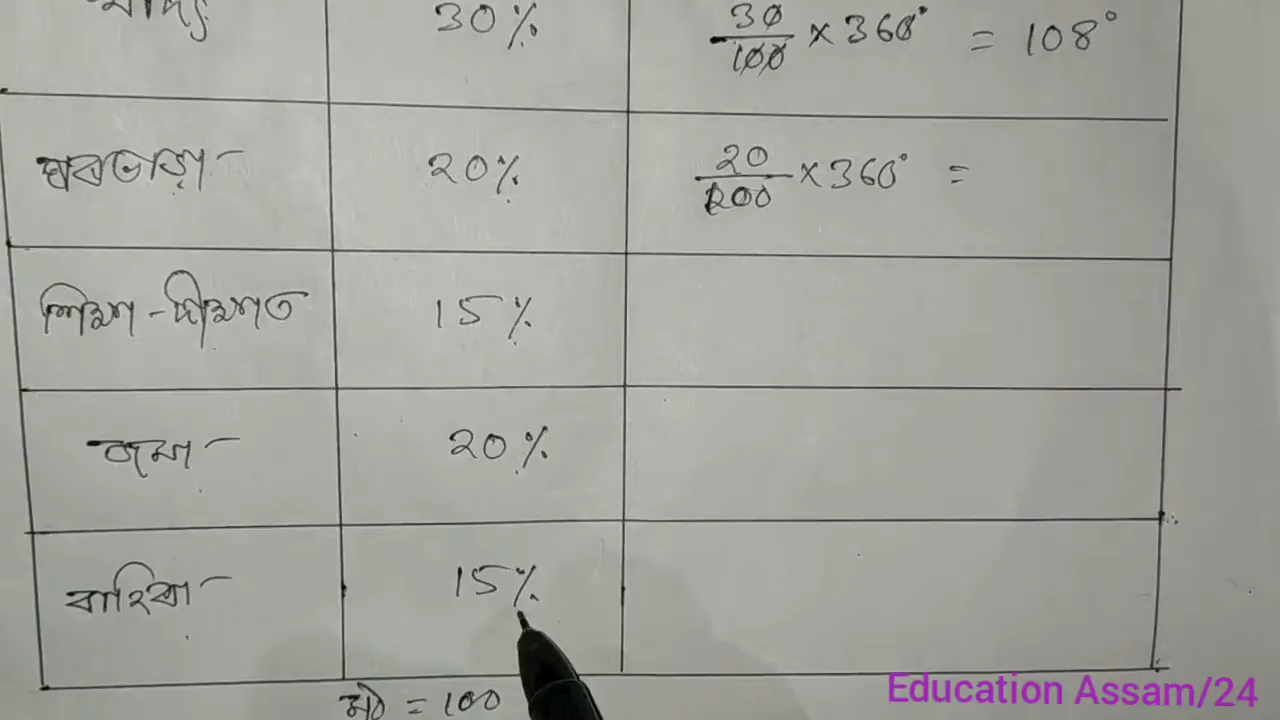 খাদ্য 30% 30/100 × 360° = 108°
ঘৰভাড়া 20% 20/100 × 360° =
শিক্ষা-দীক্ষাত 15%
জমা 20%
বাহিৰা 15%
মুঠ = 100
Education Assam/24